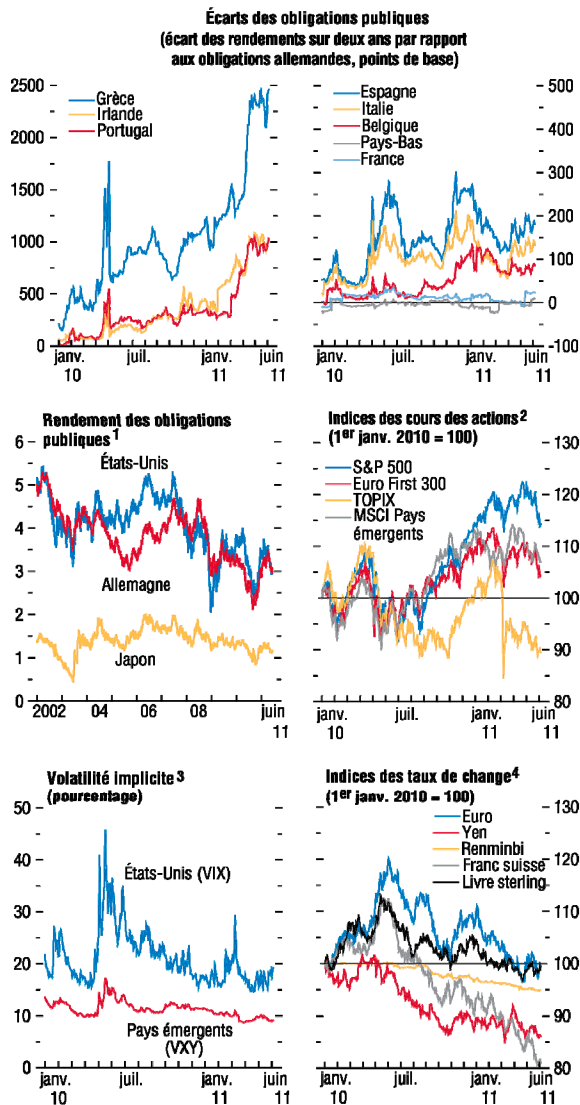 Écarts des obligations publiques
(écart des rendements sur deux ans par rapport
aux obligations allemandes, points de base)
Grèce
Irlande
Portugal
2500
2000
1500
1000
500
0
janv. juil. janv. juin
10 11 11
Espagne
Italie
Belgique
Pays-Bas
France
500
400
300
200
100
0
-100
janv. juil. janv. juin
10 11 11
Rendement des obligations
publiques1
États-Unis
Allemagne
Japon
6
5
4
3
2
1
0
2002 04 06 08 juin
11
Indices des cours des actions2
(1er janv. 2010 = 100)
S&P 500
Euro First 300
TOPIX
MSCI Pays
émergents
130
120
110
100
90
80
janv. juil. janv. juin
10 11 11
Volatilité implicite3
(pourcentage)
États-Unis (VIX)
Pays émergents
(VXY)
50
40
30
20
10
0
janv. juil. janv. juin
10 11 11
Indices des taux de change4
(1er janv. 2010 = 100)
Euro
Yen
Renminbi
Franc suisse
Livre sterling
130
120
110
100
90
80
janv. juil. janv. juin
10 11 11